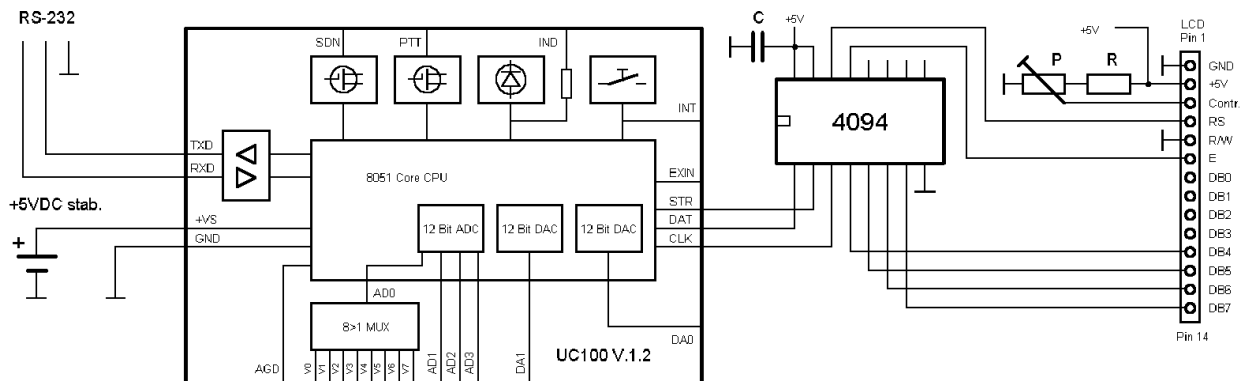 RS-232
SDN
PTT
IND
C
+5V
+5V
LCD
Pin 1
P
R
GND
+5V
Contr.
RS
R/W
E
DB0
DB1
DB2
DB3
DB4
DB5
DB6
DB7
Pin 14
4094
INT
TXD
RXD
8051 Core CPU
EXIN
STR
DAT
CLK
+5VDC stab.
+
+VS
GND
12 Bit ADC
12 Bit DAC
12 Bit DAC
AD0
8>1 MUX
AGD
V0
V1
V2
V3
V4
V5
V6
V7
AD1
AD2
AD3
DA1
UC100 V.1.2
DA0